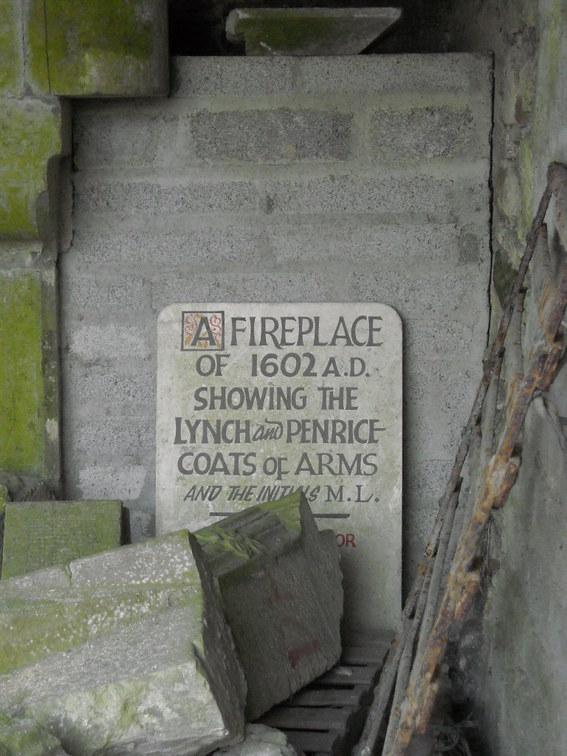 A FIREPLACE
OF 1602 A.D.
SHOWING THE
LYNCH and PENRICE
COATS OF ARMS
AND THE INITIALS M.L.